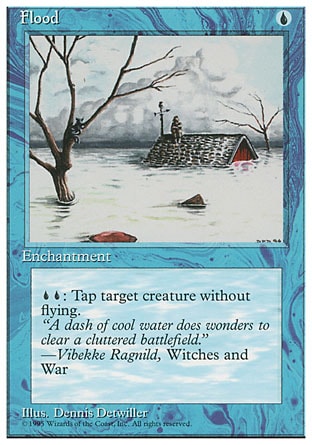 Flood
Enchantment
: Tap target creature without
flying.
“A dash of cool water does wonders to
clear a cluttered battlefield.”
—Vibekke Ragnild, Witches and
War
Illus. Dennis Detwiller
© 1995 Wizards of the Coast, Inc. All rights reserved.